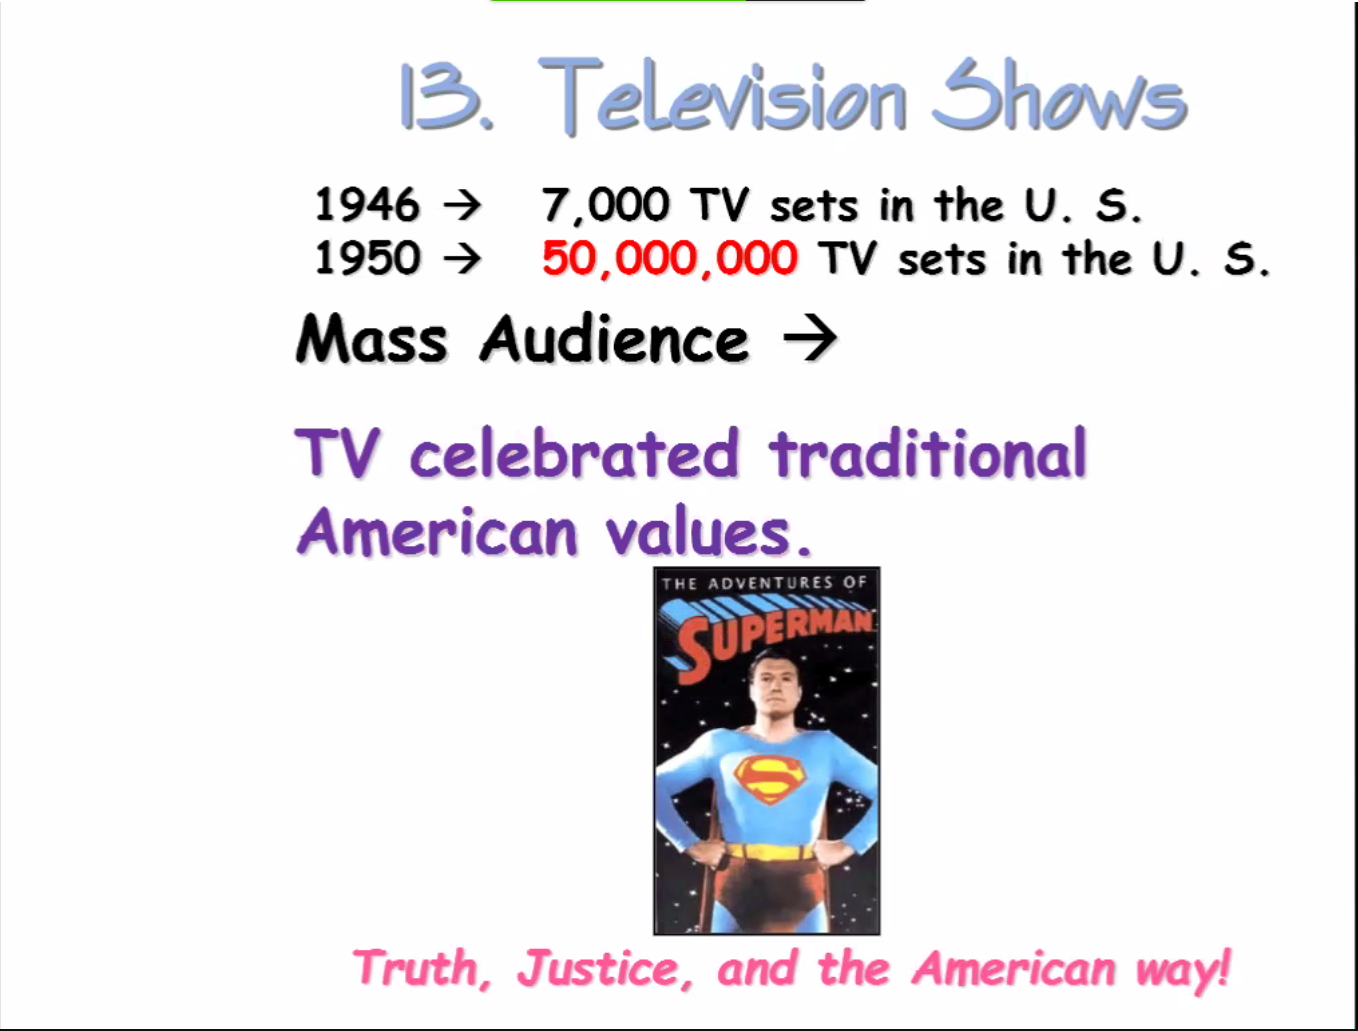 13. Television Shows
1946 → 7,000 TV sets in the U. S.
1950 → 50,000,000 TV sets in the U. S.
Mass Audience →
TV celebrated traditional
American values.
THE ADVENTURES OF
SUPERMAN
S
Truth, Justice, and the American way!